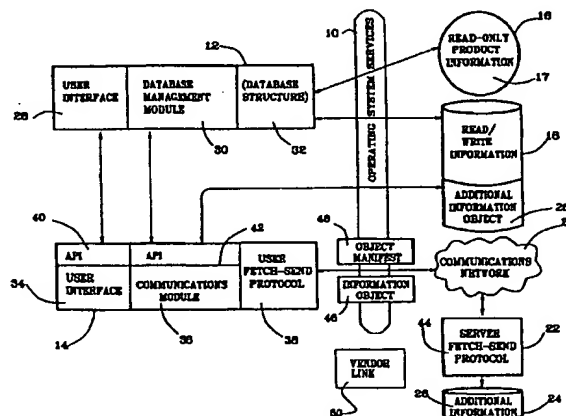 12
10
16
READ-ONLY
PRODUCT
INFORMATION
17
USER
INTERFACE
DATABASE
MANAGEMENT
MODULE
(DATABASE
STRUCTURE)
28
30
32
OPERATING SYSTEM SERVICES
READ/
WRITE
INFORMATION
18
ADDITIONAL
INFORMATION
OBJECT
26
40
42
48
API
API
USER
FETCH-SEND
PROTOCOL
OBJECT
MANIFEST
COMMUNICATIONS
NETWORK
34
USER
INTERFACE
COMMUNICATIONS
MODULE
INFORMATION
OBJECT
14
36
38
46
44
SERVER
FETCH-SEND
PROTOCOL
22
VENDOR
LINK
50
26
ADDITIONAL
INFORMATION
24